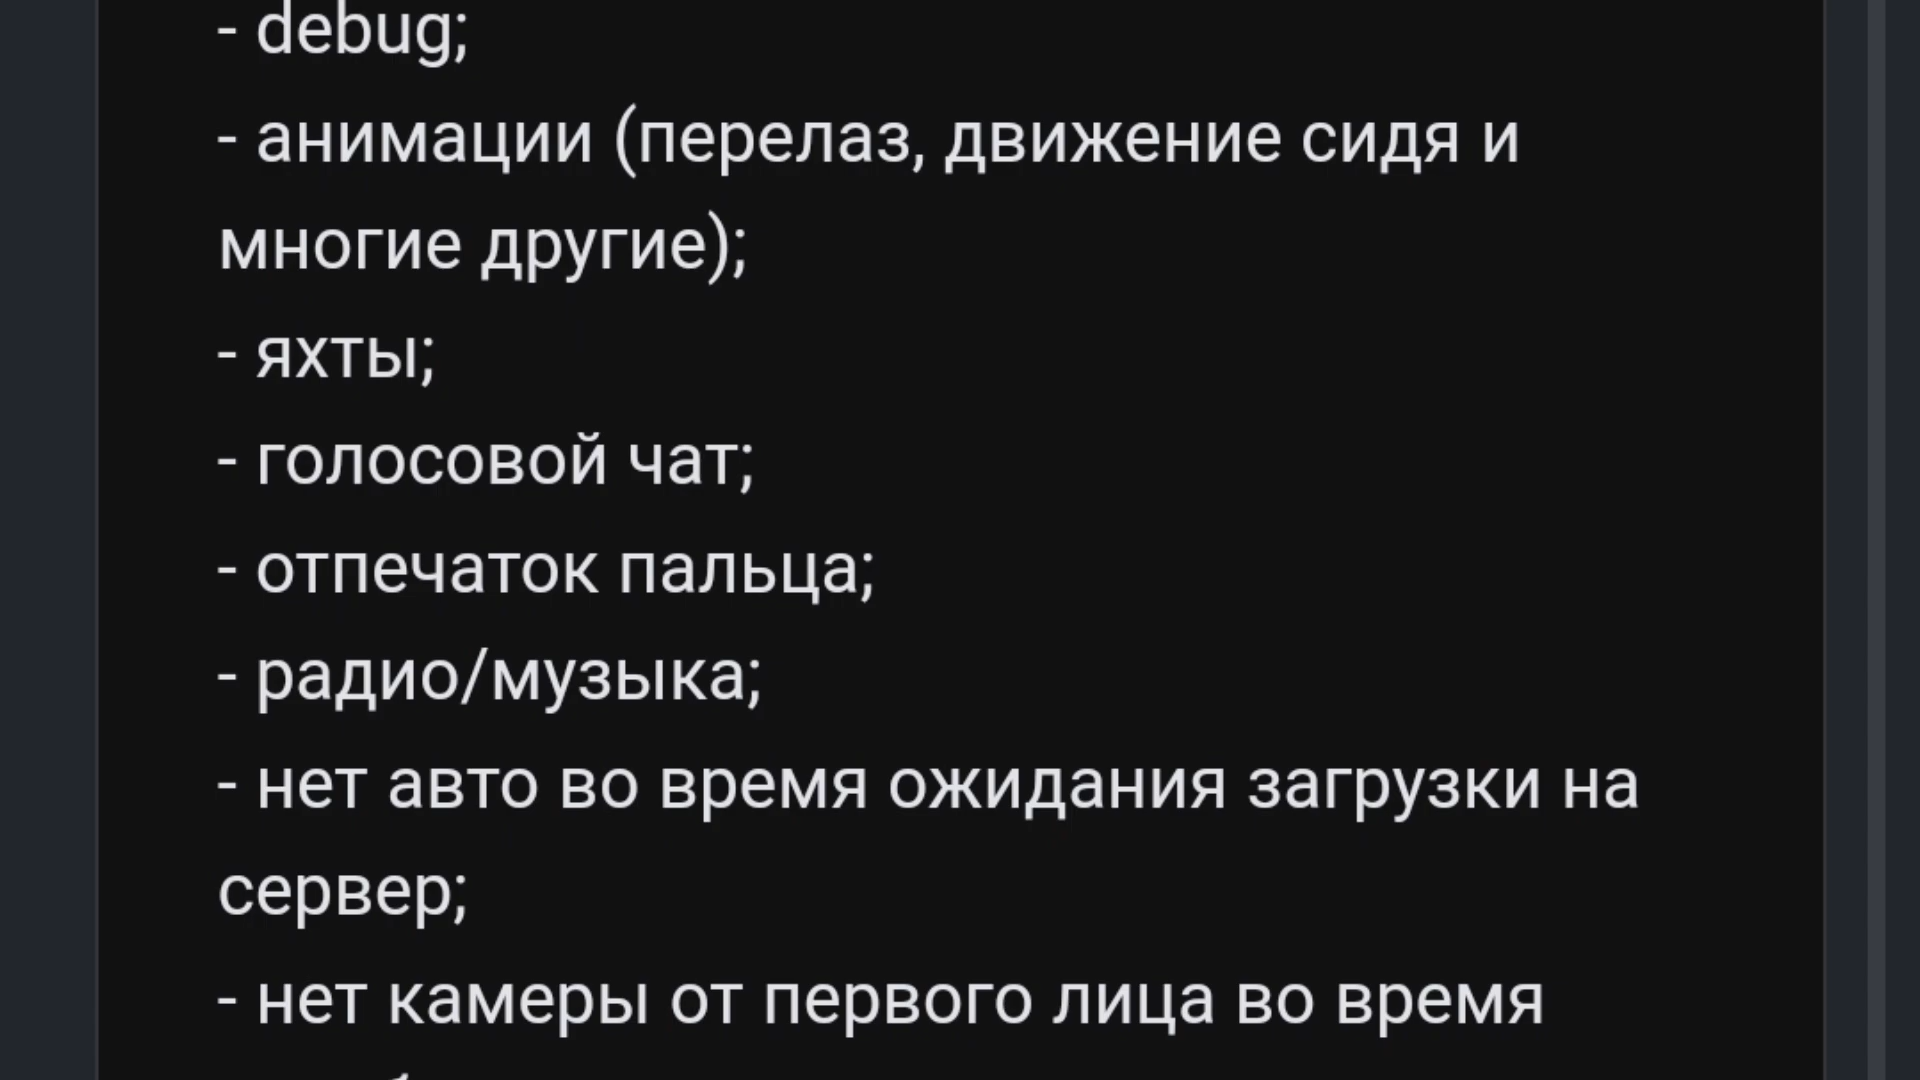 - debug;
- анимации (перелаз, движение сидя и
многие другие);
- яхты;
- голосовой чат;
- отпечаток пальца;
- радио/музыка;
- нет авто во время ожидания загрузки на
сервер;
- нет камеры от первого лица во время